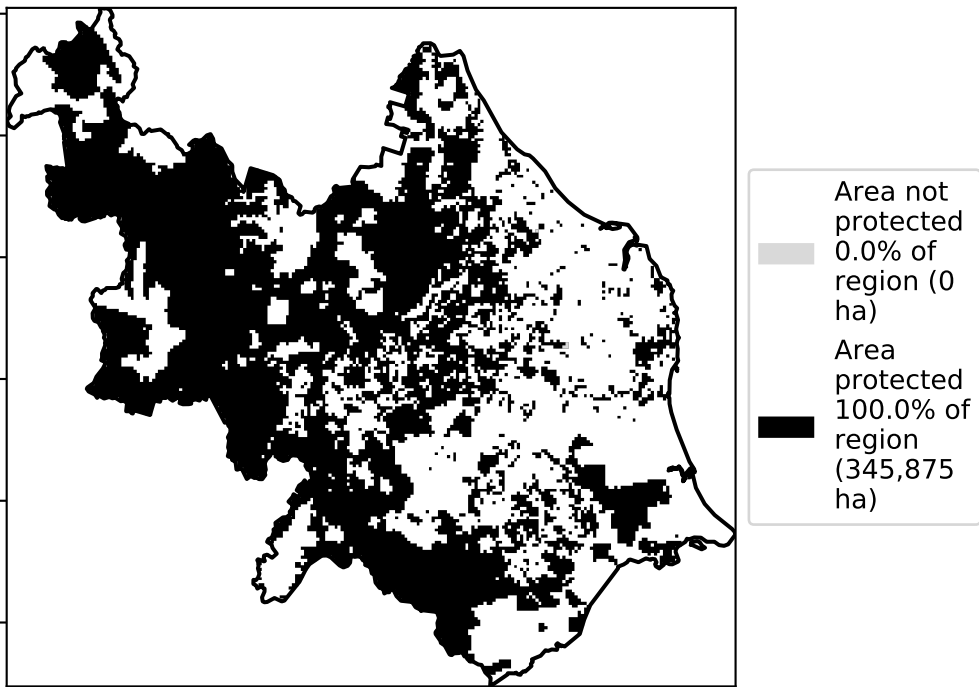 Area not
protected
0.0% of
region (0
ha)
Area
protected
100.0% of
region
(345,875
ha)